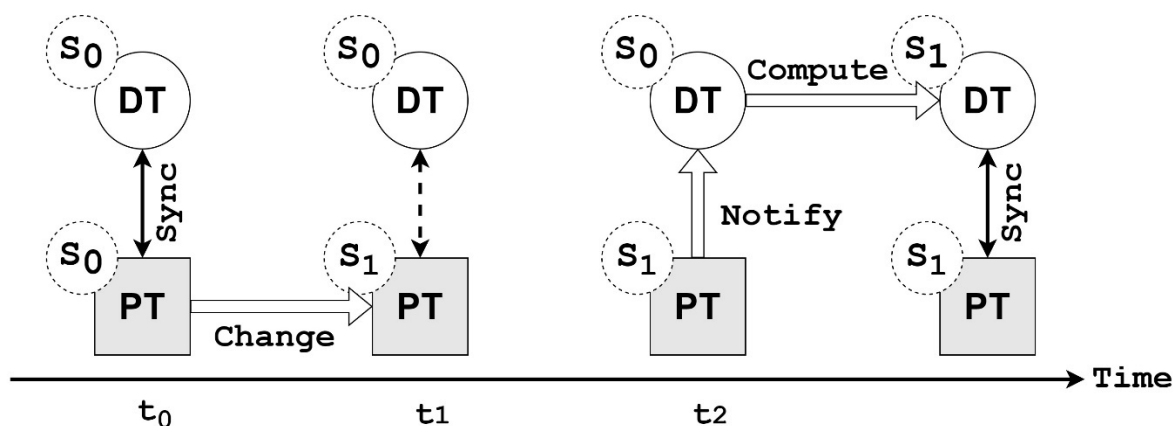 S0 S0 S0 S1
DT DT Compute DT
Sync Notify Sync
S0 S1 S1 S1
PT Change PT PT PT
Time
t0 t1 t2